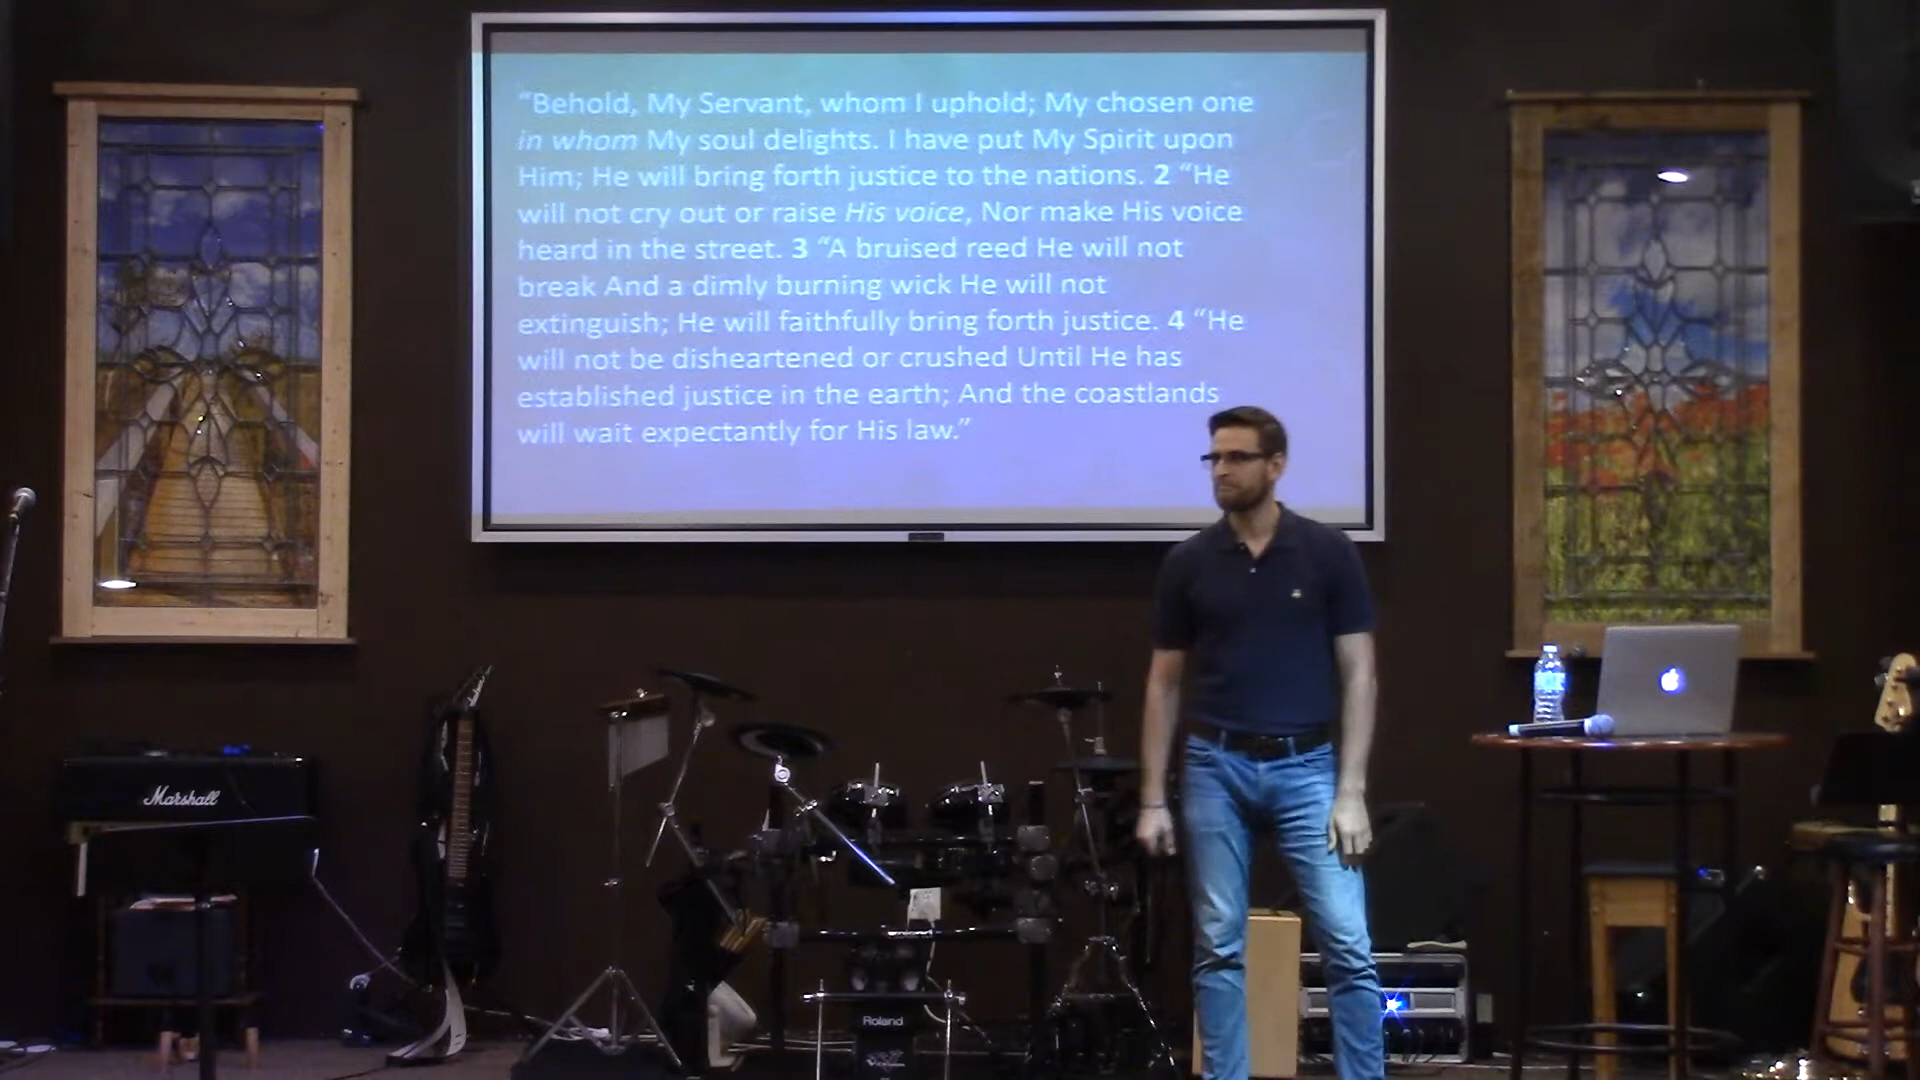 “Behold, My Servant, whom I uphold; My chosen one
in whom My soul delights. I have put My Spirit upon
Him; He will bring forth justice to the nations. 2 “He
will not cry out or raise His voice, Nor make His voice
heard in the street. 3 “A bruised reed He will not
break And a dimly burning wick He will not
extinguish; He will faithfully bring forth justice. 4 “He
will not be disheartened or crushed Until He has
established justice in the earth; And the coastlands
will wait expectantly for His law.”
Marshall
Roland